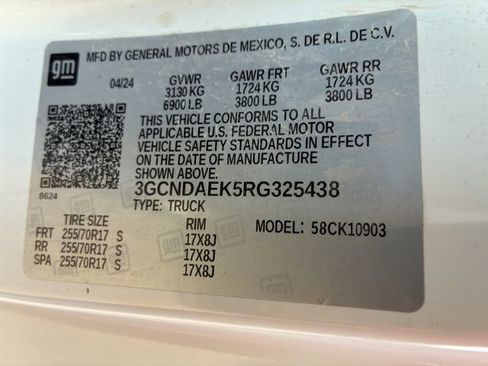 gm
MFD BY GENERAL MOTORS DE MEXICO, S. DE R.L. DE C.V.
04/24 GVWR GAWR FRT GAWR RR
3130 KG 1724 KG 1724 KG
6900 LB 3800 LB 3800 LB
THIS VEHICLE CONFORMS TO ALL
APPLICABLE U.S. FEDERAL MOTOR
VEHICLE SAFETY STANDARDS IN EFFECT
ON THE DATE OF MANUFACTURE
SHOWN ABOVE.
8624 3GCNDAEK5RG325438
TYPE: TRUCK
TIRE SIZE RIM MODEL: 58CK10903
FRT 255/70R17 S 17X8J
RR 255/70R17 S 17X8J
SPA 255/70R17 S 17X8J